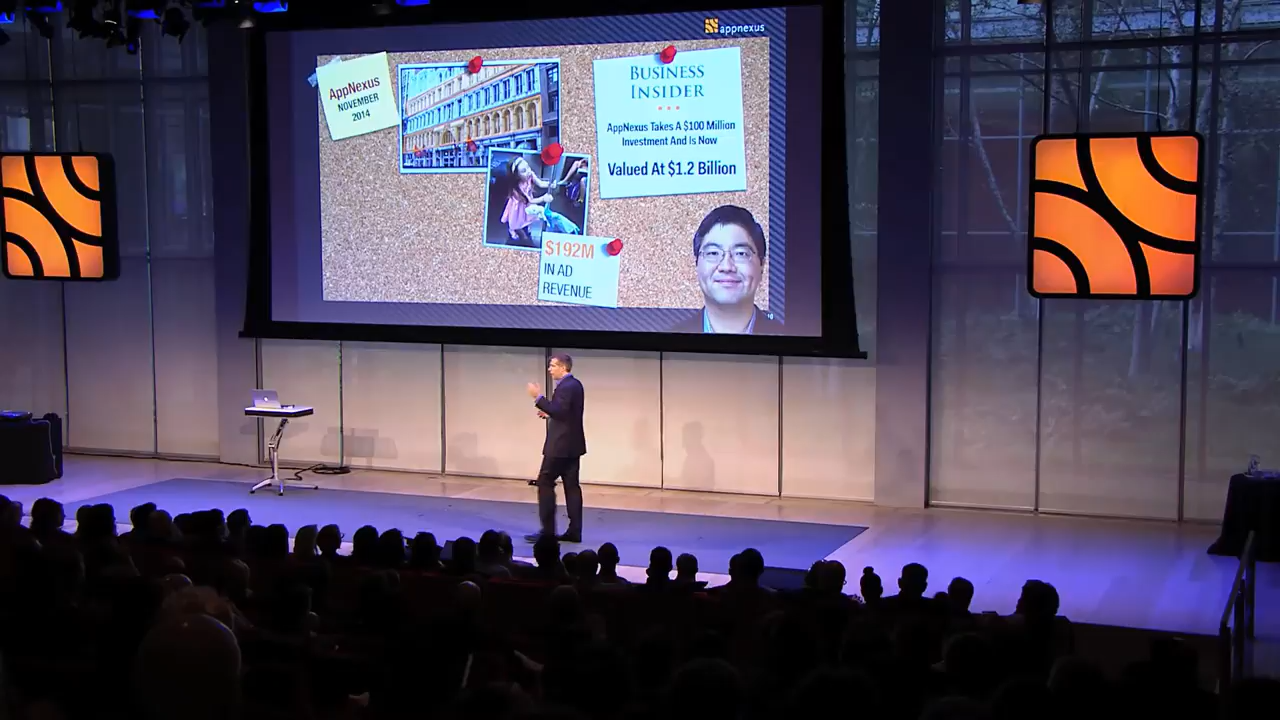 appnexus
AppNexus
NOVEMBER
2014
BUSINESS
INSIDER
AppNexus Takes A $100 Million
Investment And Is Now
Valued At $1.2 Billion
$192M
IN AD
REVENUE